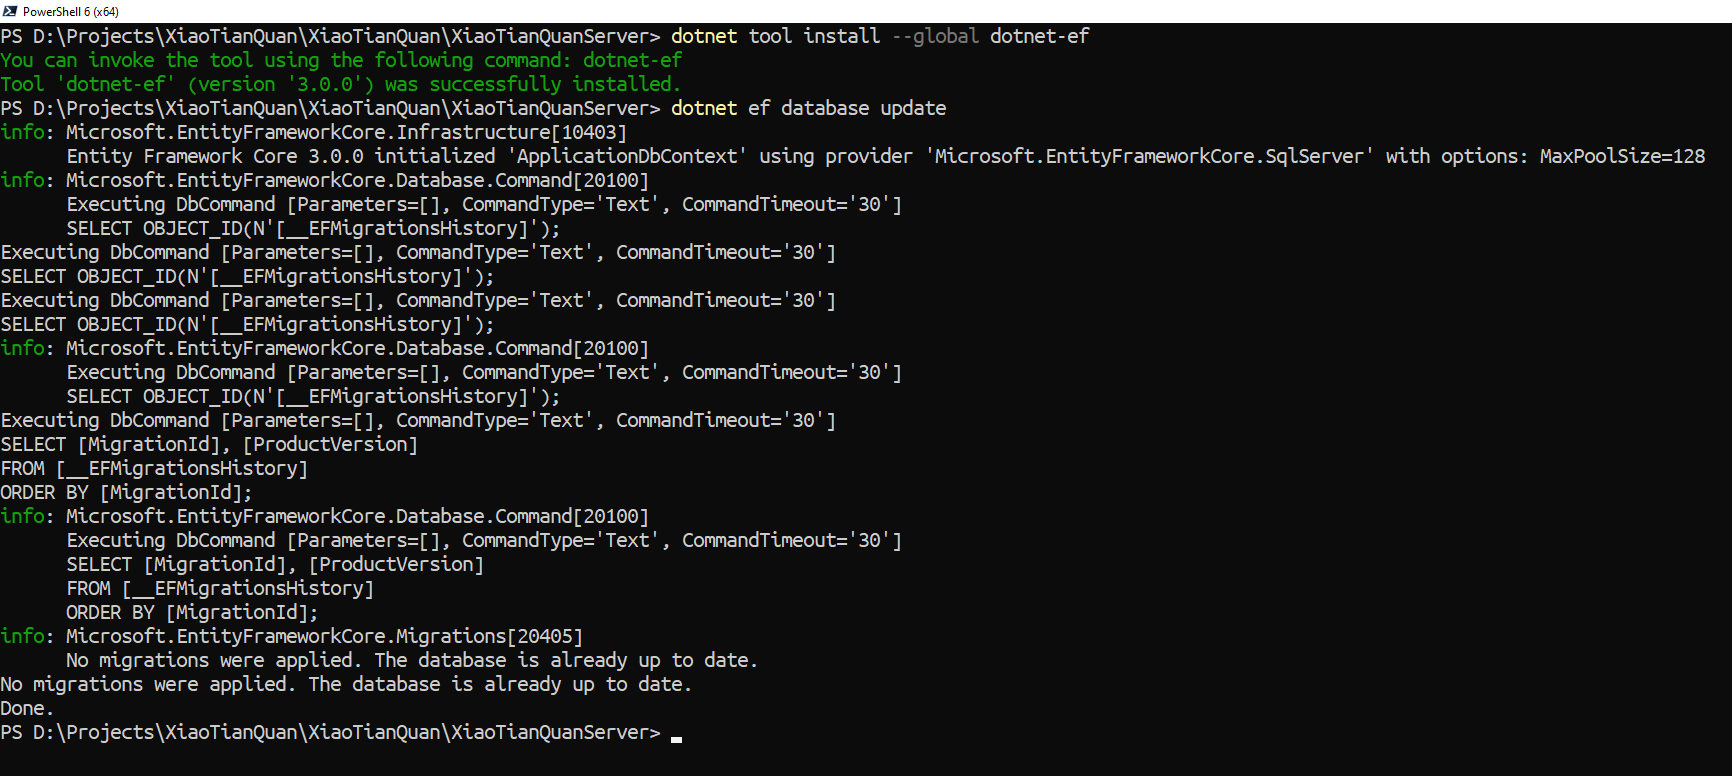 PowerShell 6 (x64)
PS D:\Projects\XiaoTianQuan\XiaoTianQuan\XiaoTianQuanServer> dotnet tool install --global dotnet-ef
You can invoke the tool using the following command: dotnet-ef
Tool 'dotnet-ef' (version '3.0.0') was successfully installed.
PS D:\Projects\XiaoTianQuan\XiaoTianQuan\XiaoTianQuanServer> dotnet ef database update
info: Microsoft.EntityFrameworkCore.Infrastructure[10403]
      Entity Framework Core 3.0.0 initialized 'ApplicationDbContext' using provider 'Microsoft.EntityFrameworkCore.SqlServer' with options: MaxPoolSize=128
info: Microsoft.EntityFrameworkCore.Database.Command[20100]
      Executing DbCommand [Parameters=[], CommandType='Text', CommandTimeout='30']
      SELECT OBJECT_ID(N'[__EFMigrationsHistory]');
Executing DbCommand [Parameters=[], CommandType='Text', CommandTimeout='30']
SELECT OBJECT_ID(N'[__EFMigrationsHistory]');
Executing DbCommand [Parameters=[], CommandType='Text', CommandTimeout='30']
SELECT OBJECT_ID(N'[__EFMigrationsHistory]');
info: Microsoft.EntityFrameworkCore.Database.Command[20100]
      Executing DbCommand [Parameters=[], CommandType='Text', CommandTimeout='30']
      SELECT OBJECT_ID(N'[__EFMigrationsHistory]');
Executing DbCommand [Parameters=[], CommandType='Text', CommandTimeout='30']
SELECT [MigrationId], [ProductVersion]
FROM [__EFMigrationsHistory]
ORDER BY [MigrationId];
info: Microsoft.EntityFrameworkCore.Database.Command[20100]
      Executing DbCommand [Parameters=[], CommandType='Text', CommandTimeout='30']
      SELECT [MigrationId], [ProductVersion]
      FROM [__EFMigrationsHistory]
      ORDER BY [MigrationId];
info: Microsoft.EntityFrameworkCore.Migrations[20405]
      No migrations were applied. The database is already up to date.
No migrations were applied. The database is already up to date.
Done.
PS D:\Projects\XiaoTianQuan\XiaoTianQuan\XiaoTianQuanServer>